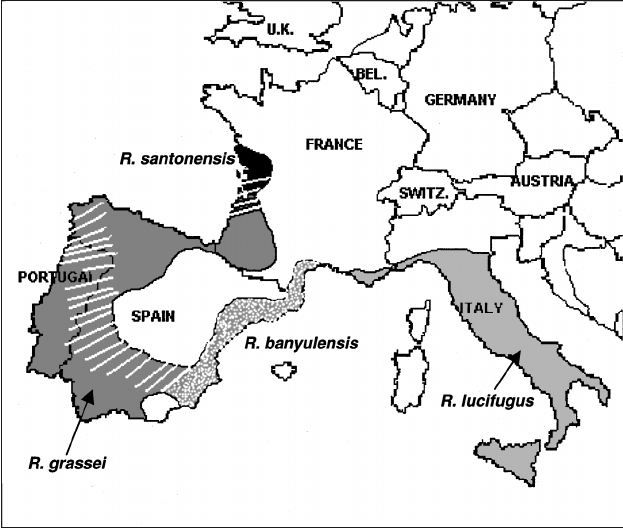 U.K.
BEL.
GERMANY
FRANCE
R. santonensis
SWITZ.
AUSTRIA
PORTUGAL
SPAIN
ITALY
R. banyulensis
R. lucifugus
R. grassei